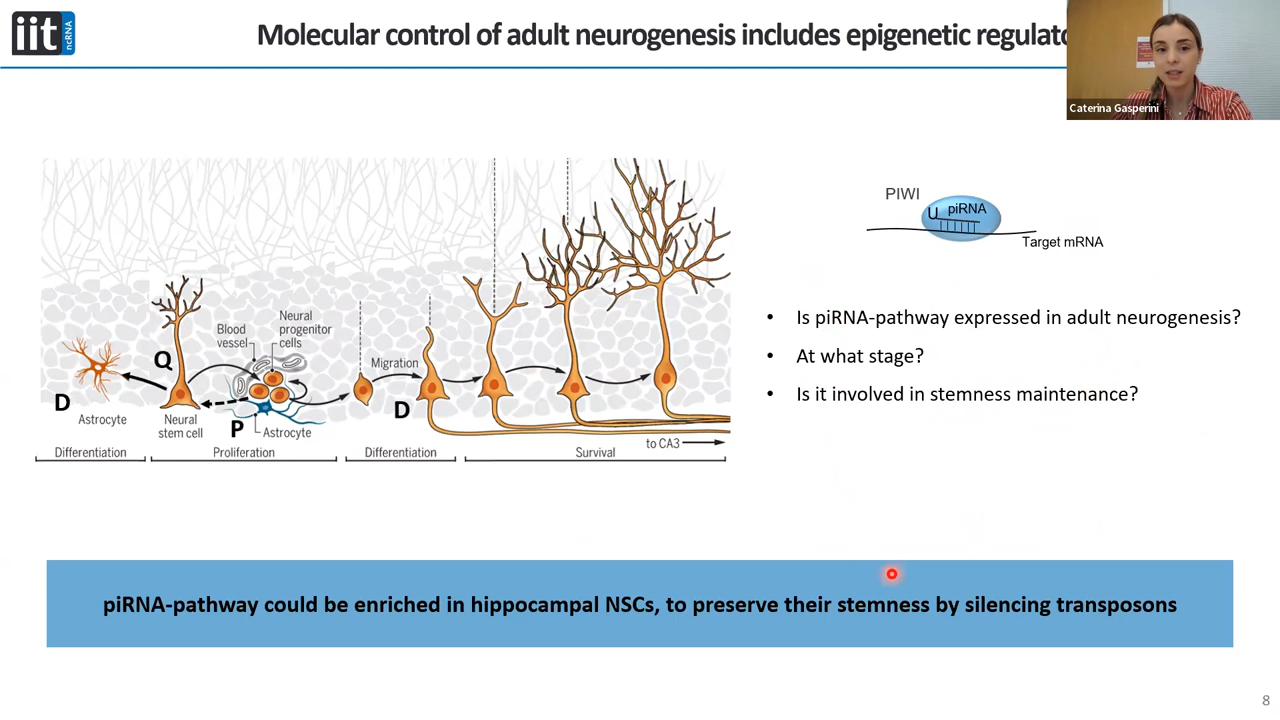 iit
ncRNA
Molecular control of adult neurogenesis includes epigenetic
Caterina Gasperini
PIWI
U piRNA
Target mRNA
Neural
progenitor
cells
Blood
vessel
Q
Migration
D
D
Astrocyte
Neural
stem cell
P
Astrocyte
to CA3
Differentiation
Proliferation
Differentiation
Survival
• Is piRNA-pathway expressed in adult neurogenesis?
• At what stage?
• Is it involved in stemness maintenance?
piRNA-pathway could be enriched in hippocampal NSCs, to preserve their stemness by silencing transposons
8